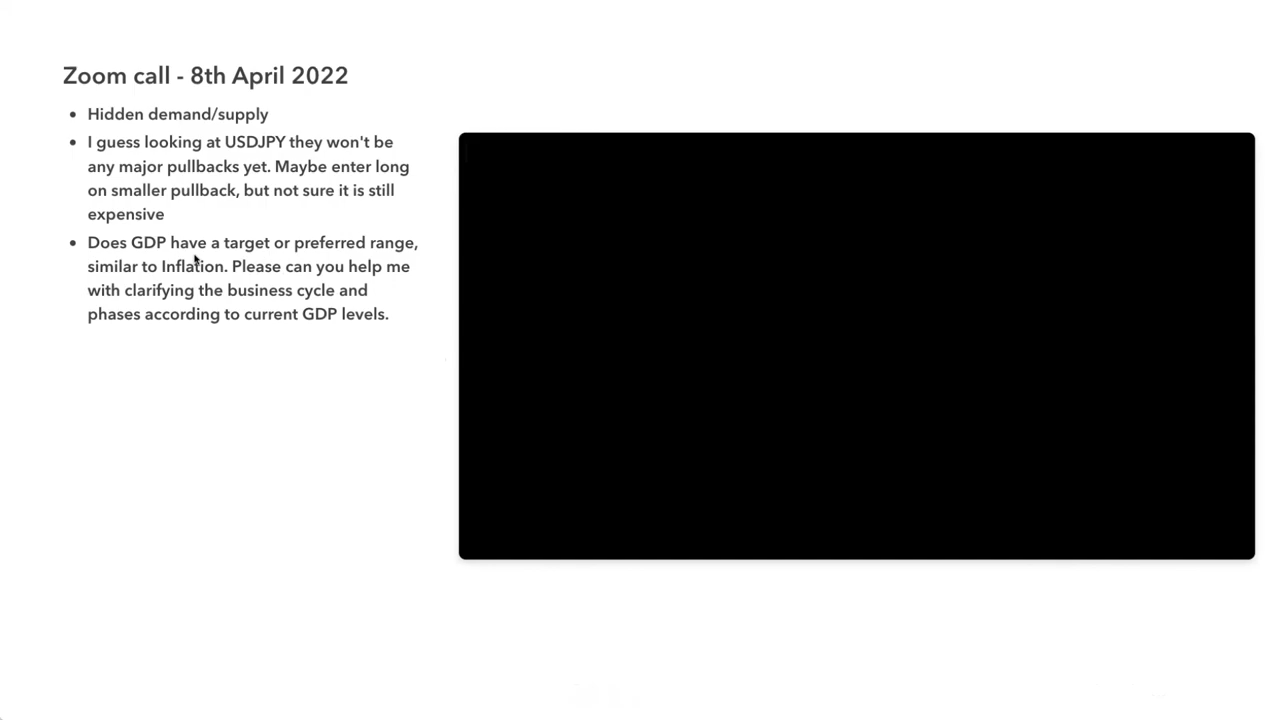 Zoom call - 8th April 2022
• Hidden demand/supply
• I guess looking at USDJPY they won't be
any major pullbacks yet. Maybe enter long
on smaller pullback, but not sure it is still
expensive
• Does GDP have a target or preferred range,
similar to Inflation. Please can you help me
with clarifying the business cycle and
phases according to current GDP levels.